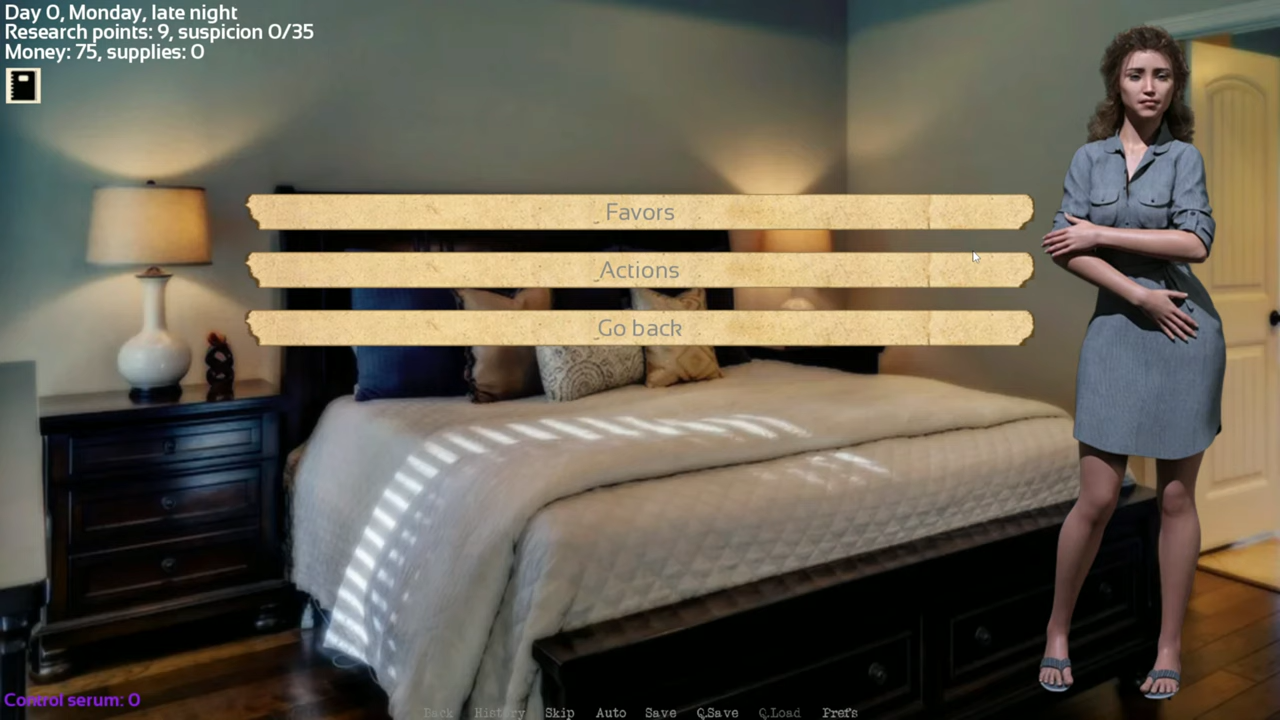 Day 0, Monday, late night
Research points: 9, suspicion 0/35
Money: 75, supplies: 0
Favors
Actions
Go back
Control serum: 0
Back History Skip Auto Save Q.Save Q.Load Prefs